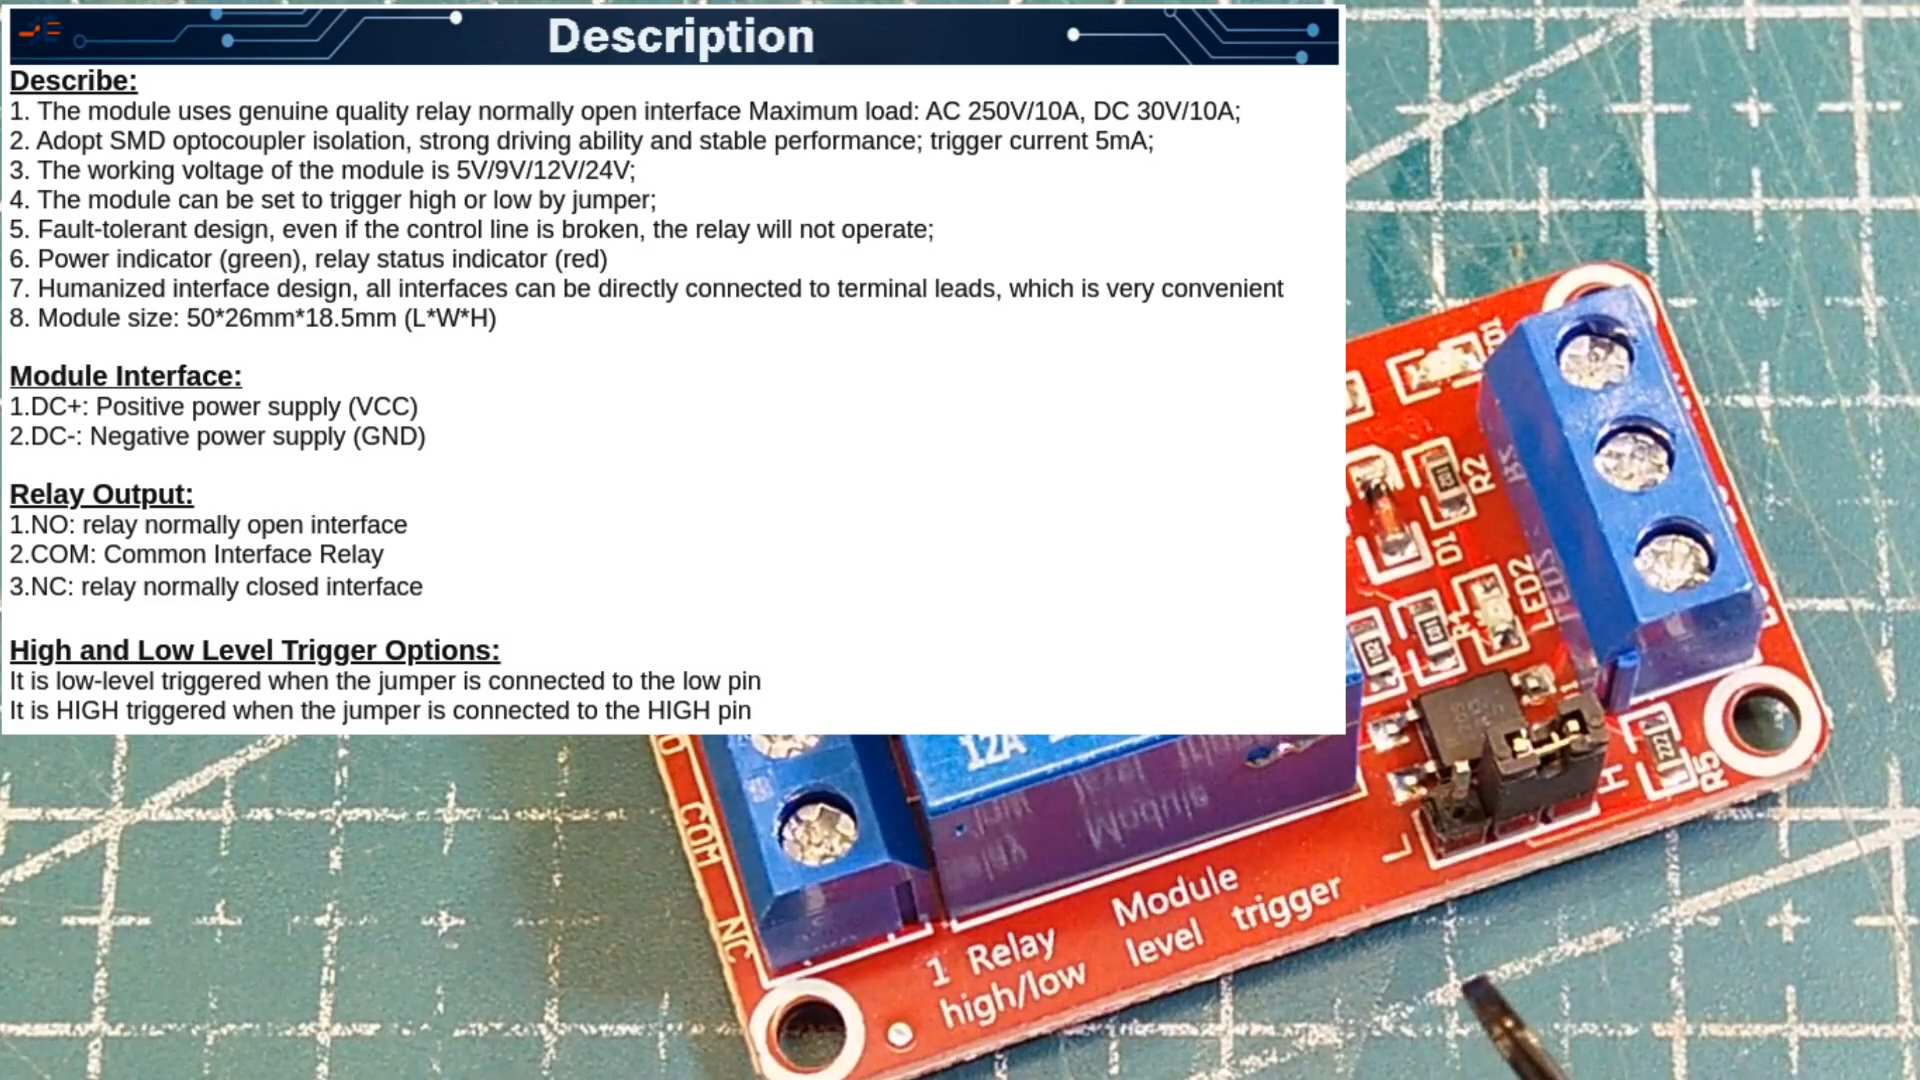 Description
Describe:
1. The module uses genuine quality relay normally open interface Maximum load: AC 250V/10A, DC 30V/10A;
2. Adopt SMD optocoupler isolation, strong driving ability and stable performance; trigger current 5mA;
3. The working voltage of the module is 5V/9V/12V/24V;
4. The module can be set to trigger high or low by jumper;
5. Fault-tolerant design, even if the control line is broken, the relay will not operate;
6. Power indicator (green), relay status indicator (red)
7. Humanized interface design, all interfaces can be directly connected to terminal leads, which is very convenient
8. Module size: 50*26mm*18.5mm (L*W*H)
Module Interface:
1.DC+: Positive power supply (VCC)
2.DC-: Negative power supply (GND)
Relay Output:
1.NO: relay normally open interface
2.COM: Common Interface Relay
3.NC: relay normally closed interface
High and Low Level Trigger Options:
It is low-level triggered when the jumper is connected to the low pin
It is HIGH triggered when the jumper is connected to the HIGH pin
R2
D1
LED2
R5
H
L
COM
NC
1 Relay Module
high/low level trigger